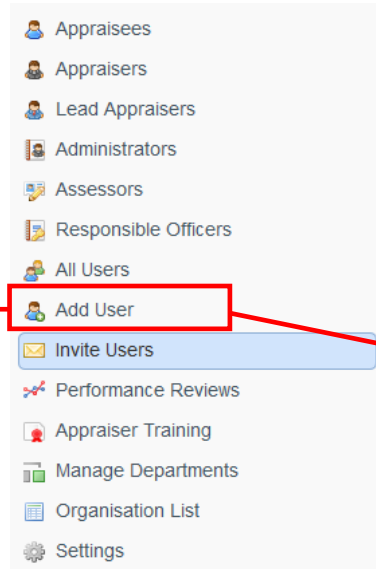 Appraisees
Appraisers
Lead Appraisers
Administrators
Assessors
Responsible Officers
All Users
Add User
Invite Users
Performance Reviews
Appraiser Training
Manage Departments
Organisation List
Settings